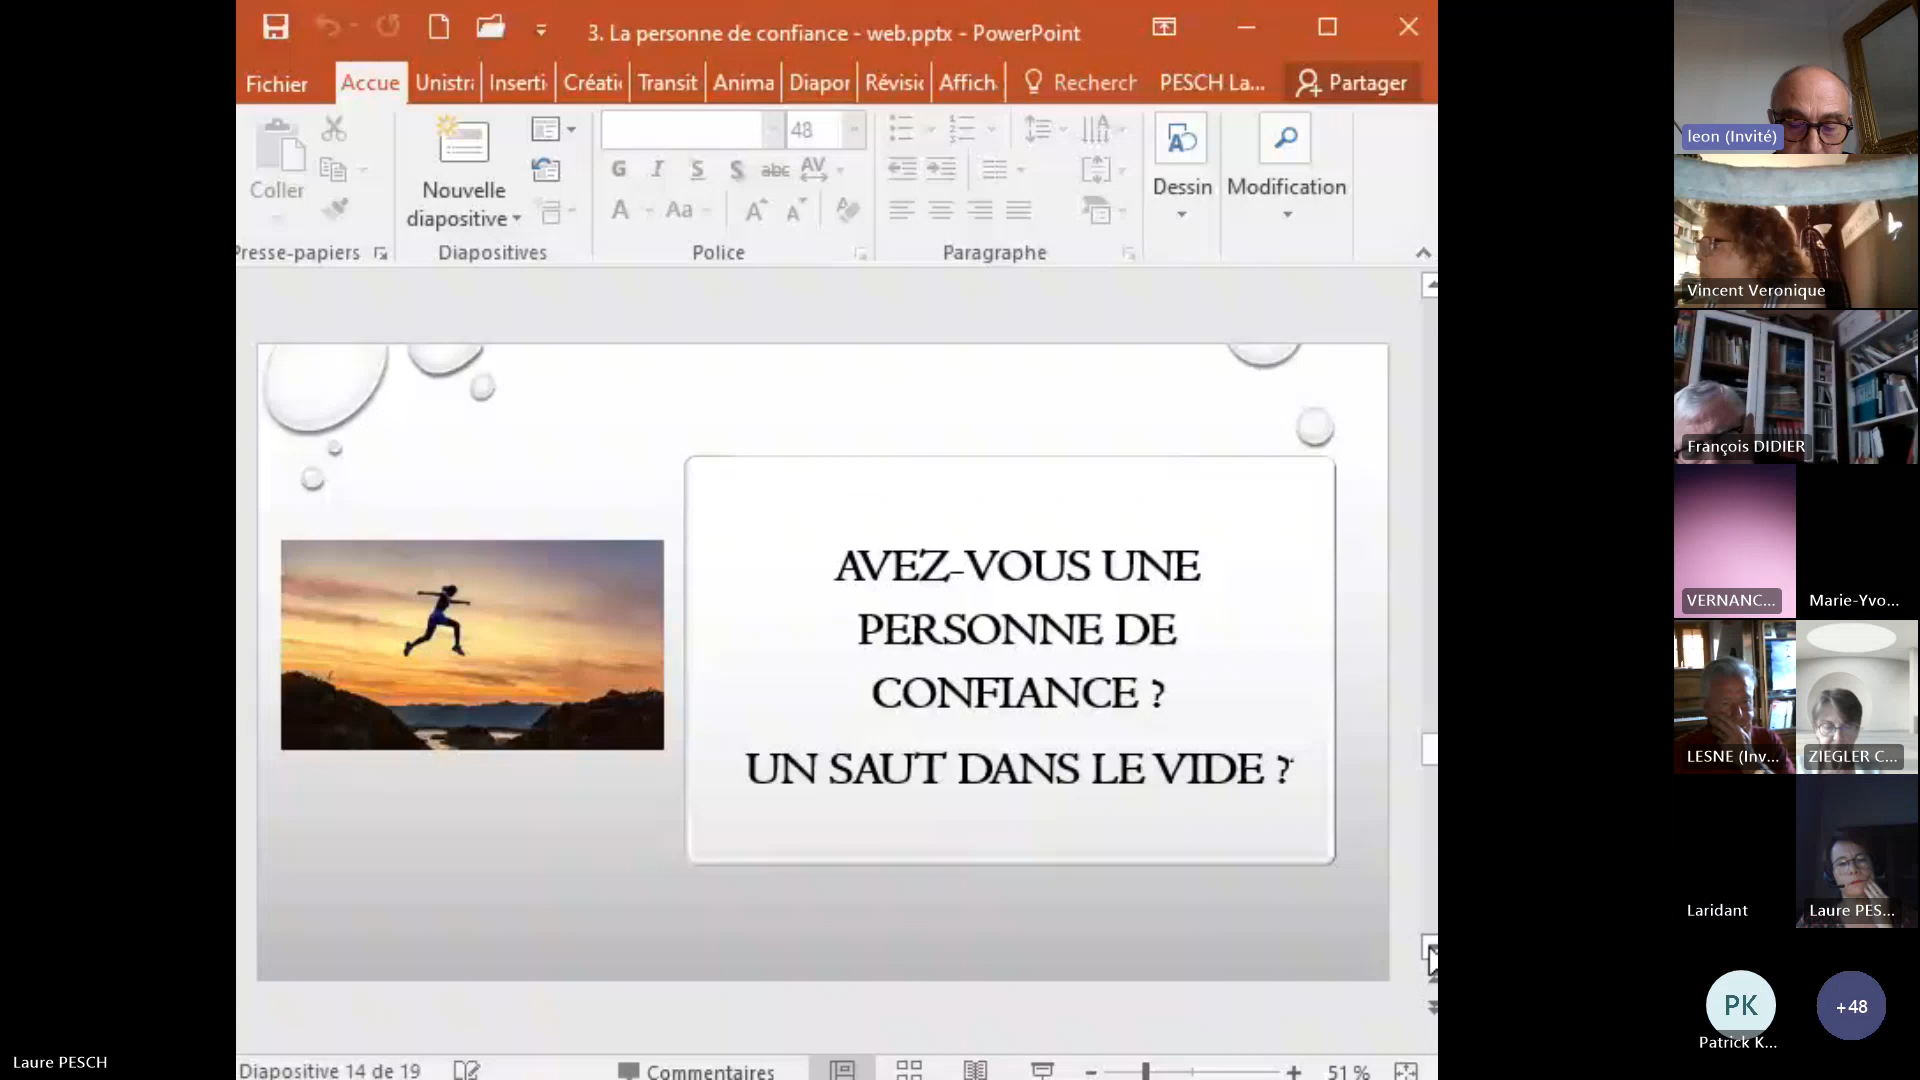 3. La personne de confiance - web.pptx - PowerPoint
Fichier
Accue
Unistr
Inserti
Créati
Transit
Anima
Diapor
Révisi
Affich
Recherch
PESCH La...
Partager
Coller
Nouvelle
diapositive
48
G I S S abc AV
A Aa A A
Dessin
Modification
Presse-papiers
Diapositives
Police
Paragraphe
AVEZ-VOUS UNE
PERSONNE DE
CONFIANCE ?
UN SAUT DANS LE VIDE ?
Diapositive 14 de 19
Commentaires
51 %
Laure PESCH
leon (Invité)
Vincent Veronique
François DIDIER
VERNANC...
Marie-Yvo...
LESNE (Inv...
ZIEGLER C...
Laridant
Laure PES...
PK
Patrick K...
+48